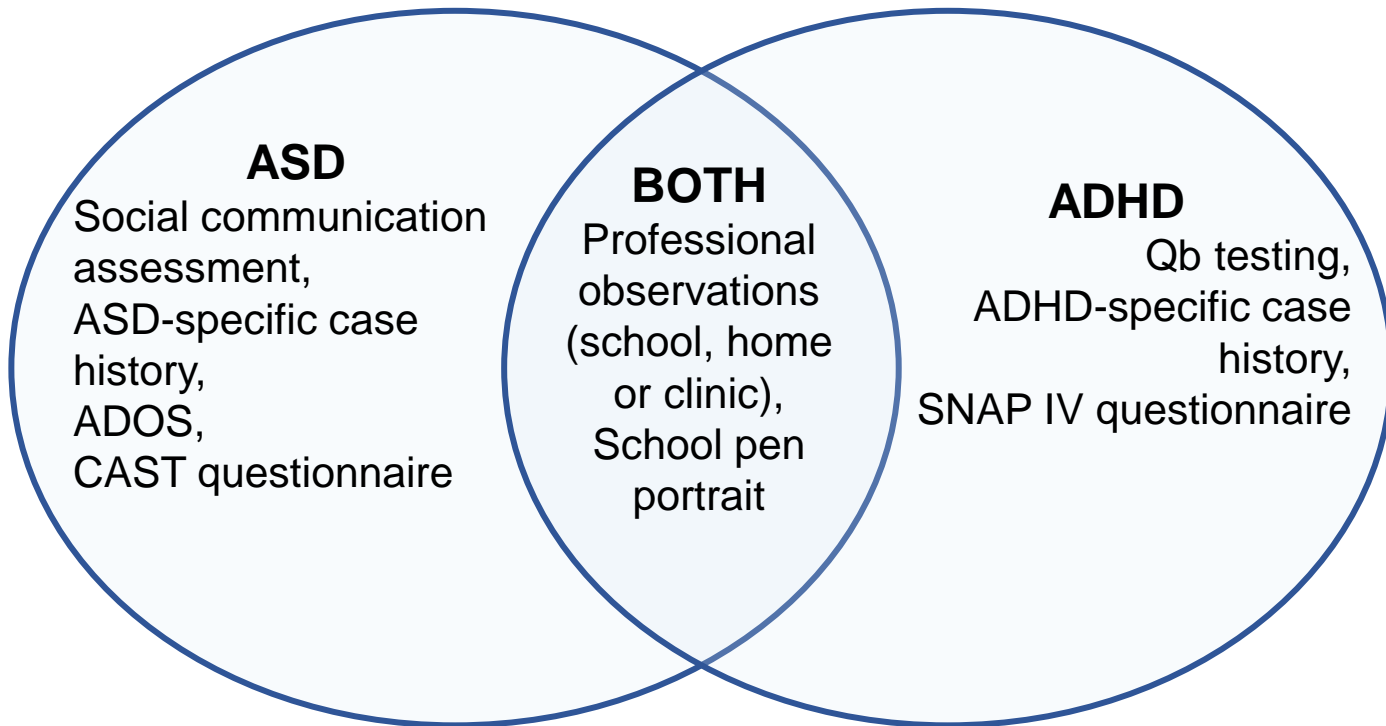 ASD
Social communication
assessment,
ASD-specific case
history,
ADOS,
CAST questionnaire
BOTH
Professional
observations
(school, home
or clinic),
School pen
portrait
ADHD
Qb testing,
ADHD-specific case
history,
SNAP IV questionnaire